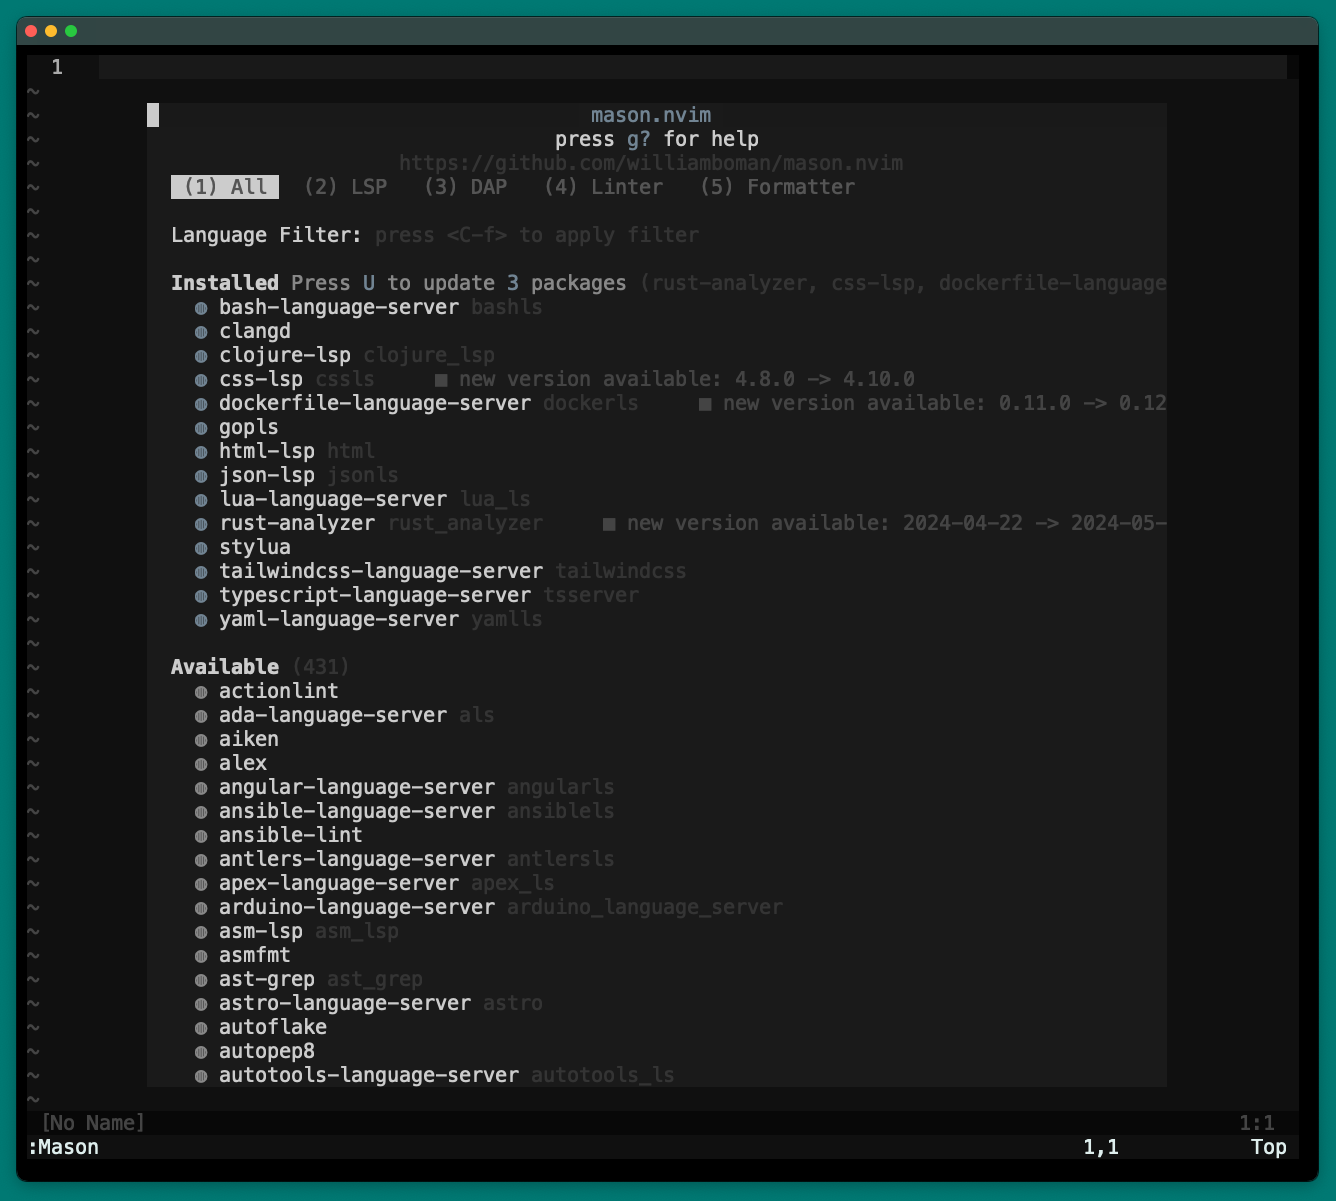 1
~
mason.nvim
press g? for help
https://github.com/williamboman/mason.nvim
(1) All (2) LSP (3) DAP (4) Linter (5) Formatter
Language Filter: press <C-f> to apply filter
Installed Press U to update 3 packages (rust-analyzer, css-lsp, dockerfile-language
◍ bash-language-server bashls
◍ clangd
◍ clojure-lsp clojure_lsp
◍ css-lsp cssls ■ new version available: 4.8.0 -> 4.10.0
◍ dockerfile-language-server dockerls ■ new version available: 0.11.0 -> 0.12
◍ gopls
◍ html-lsp html
◍ json-lsp jsonls
◍ lua-language-server lua_ls
◍ rust-analyzer rust_analyzer ■ new version available: 2024-04-22 -> 2024-05-
◍ stylua
◍ tailwindcss-language-server tailwindcss
◍ typescript-language-server tsserver
◍ yaml-language-server yamlls
Available (431)
◍ actionlint
◍ ada-language-server als
◍ aiken
◍ alex
◍ angular-language-server angularls
◍ ansible-language-server ansiblels
◍ ansible-lint
◍ antlers-language-server antlersls
◍ apex-language-server apex_ls
◍ arduino-language-server arduino_language_server
◍ asm-lsp asm_lsp
◍ asmfmt
◍ ast-grep ast_grep
◍ astro-language-server astro
◍ autoflake
◍ autopep8
◍ autotools-language-server autotools_ls
[No Name] 1:1
:Mason 1,1 Top